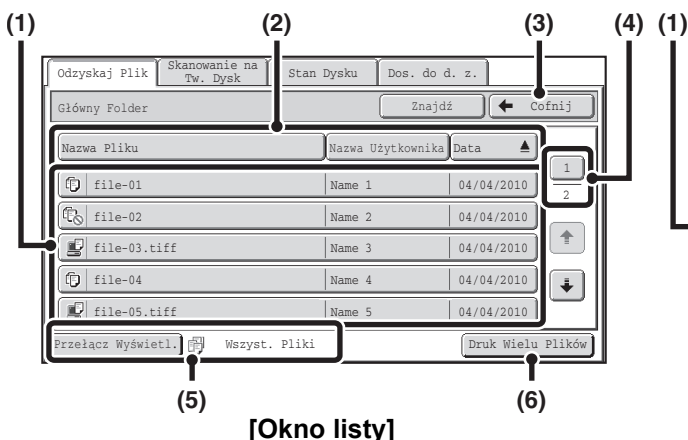 (1) (2) (3) (4) (1)
Odzyskaj Plik Skanowanie na Tw. Dysk Stan Dysku Dos. do d. z.
Główny Folder Znajdź Cofnij
Nazwa Pliku Nazwa Użytkownika Data
1
2
file-01 Name 1 04/04/2010
file-02 Name 2 04/04/2010
file-03.tiff Name 3 04/04/2010
file-04 Name 4 04/04/2010
file-05.tiff Name 5 04/04/2010
Przełącz Wyświetl. Wszyst. Pliki Druk Wielu Plików
(5) (6)
[Okno listy]